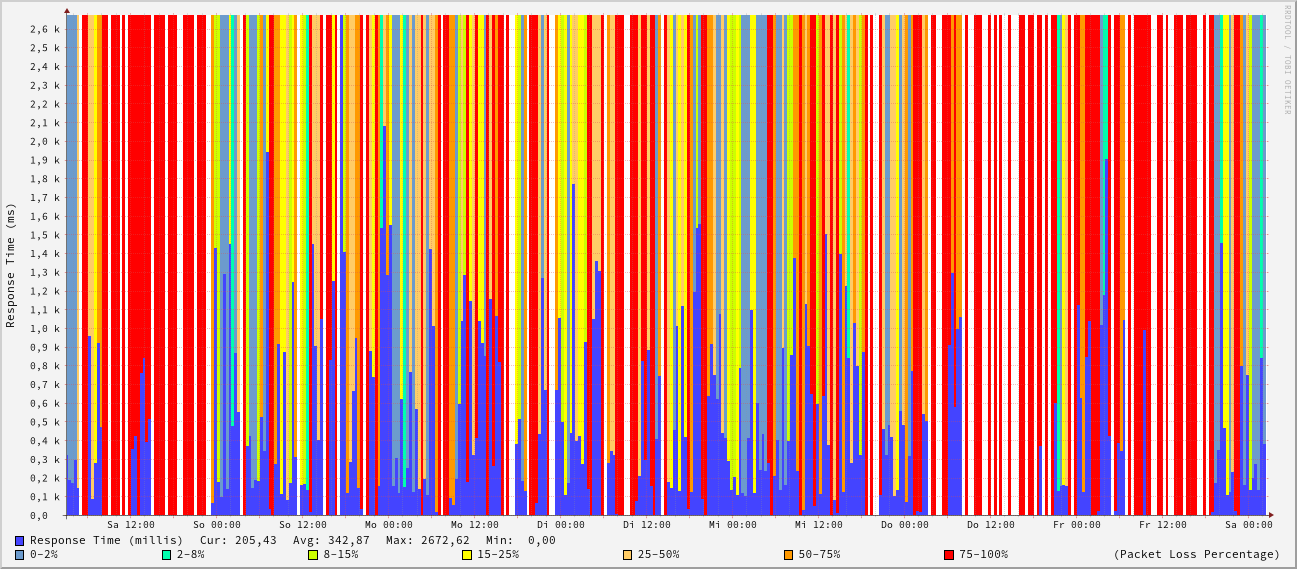 RRDTOOL / TOBI OETIKER
Response Time (ms)
2,6 k
2,5 k
2,4 k
2,3 k
2,2 k
2,1 k
2,0 k
1,9 k
1,8 k
1,7 k
1,6 k
1,5 k
1,4 k
1,3 k
1,2 k
1,1 k
1,0 k
0,9 k
0,8 k
0,7 k
0,6 k
0,5 k
0,4 k
0,3 k
0,2 k
0,1 k
0,0
Sa 12:00 So 00:00 So 12:00 Mo 00:00 Mo 12:00 Di 00:00 Di 12:00 Mi 00:00 Mi 12:00 Do 00:00 Do 12:00 Fr 00:00 Fr 12:00 Sa 00:00
Response Time (millis) Cur: 205,43 Avg: 342,87 Max: 2672,62 Min: 0,00
0-2% 2-8% 8-15% 15-25% 25-50% 50-75% 75-100% (Packet Loss Percentage)